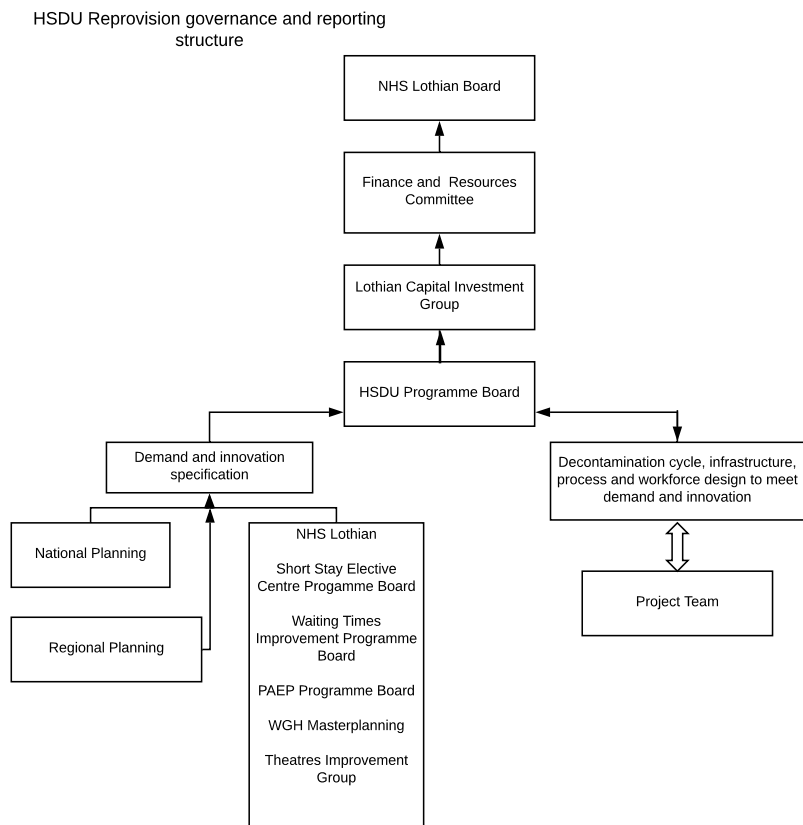 HSDU Reprovision governance and reporting
structure
NHS Lothian Board
Finance and  Resources
Committee
Lothian Capital Investment
Group
HSDU Programme Board
Demand and innovation
specification
Decontamination cycle, infrastructure,
process and workforce design to meet
demand and innovation
National Planning
Regional Planning
NHS Lothian
Short Stay Elective
Centre Progamme Board
Waiting Times
Improvement Programme
Board
PAEP Programme Board
WGH Masterplanning
Theatres Improvement
Group
Project Team